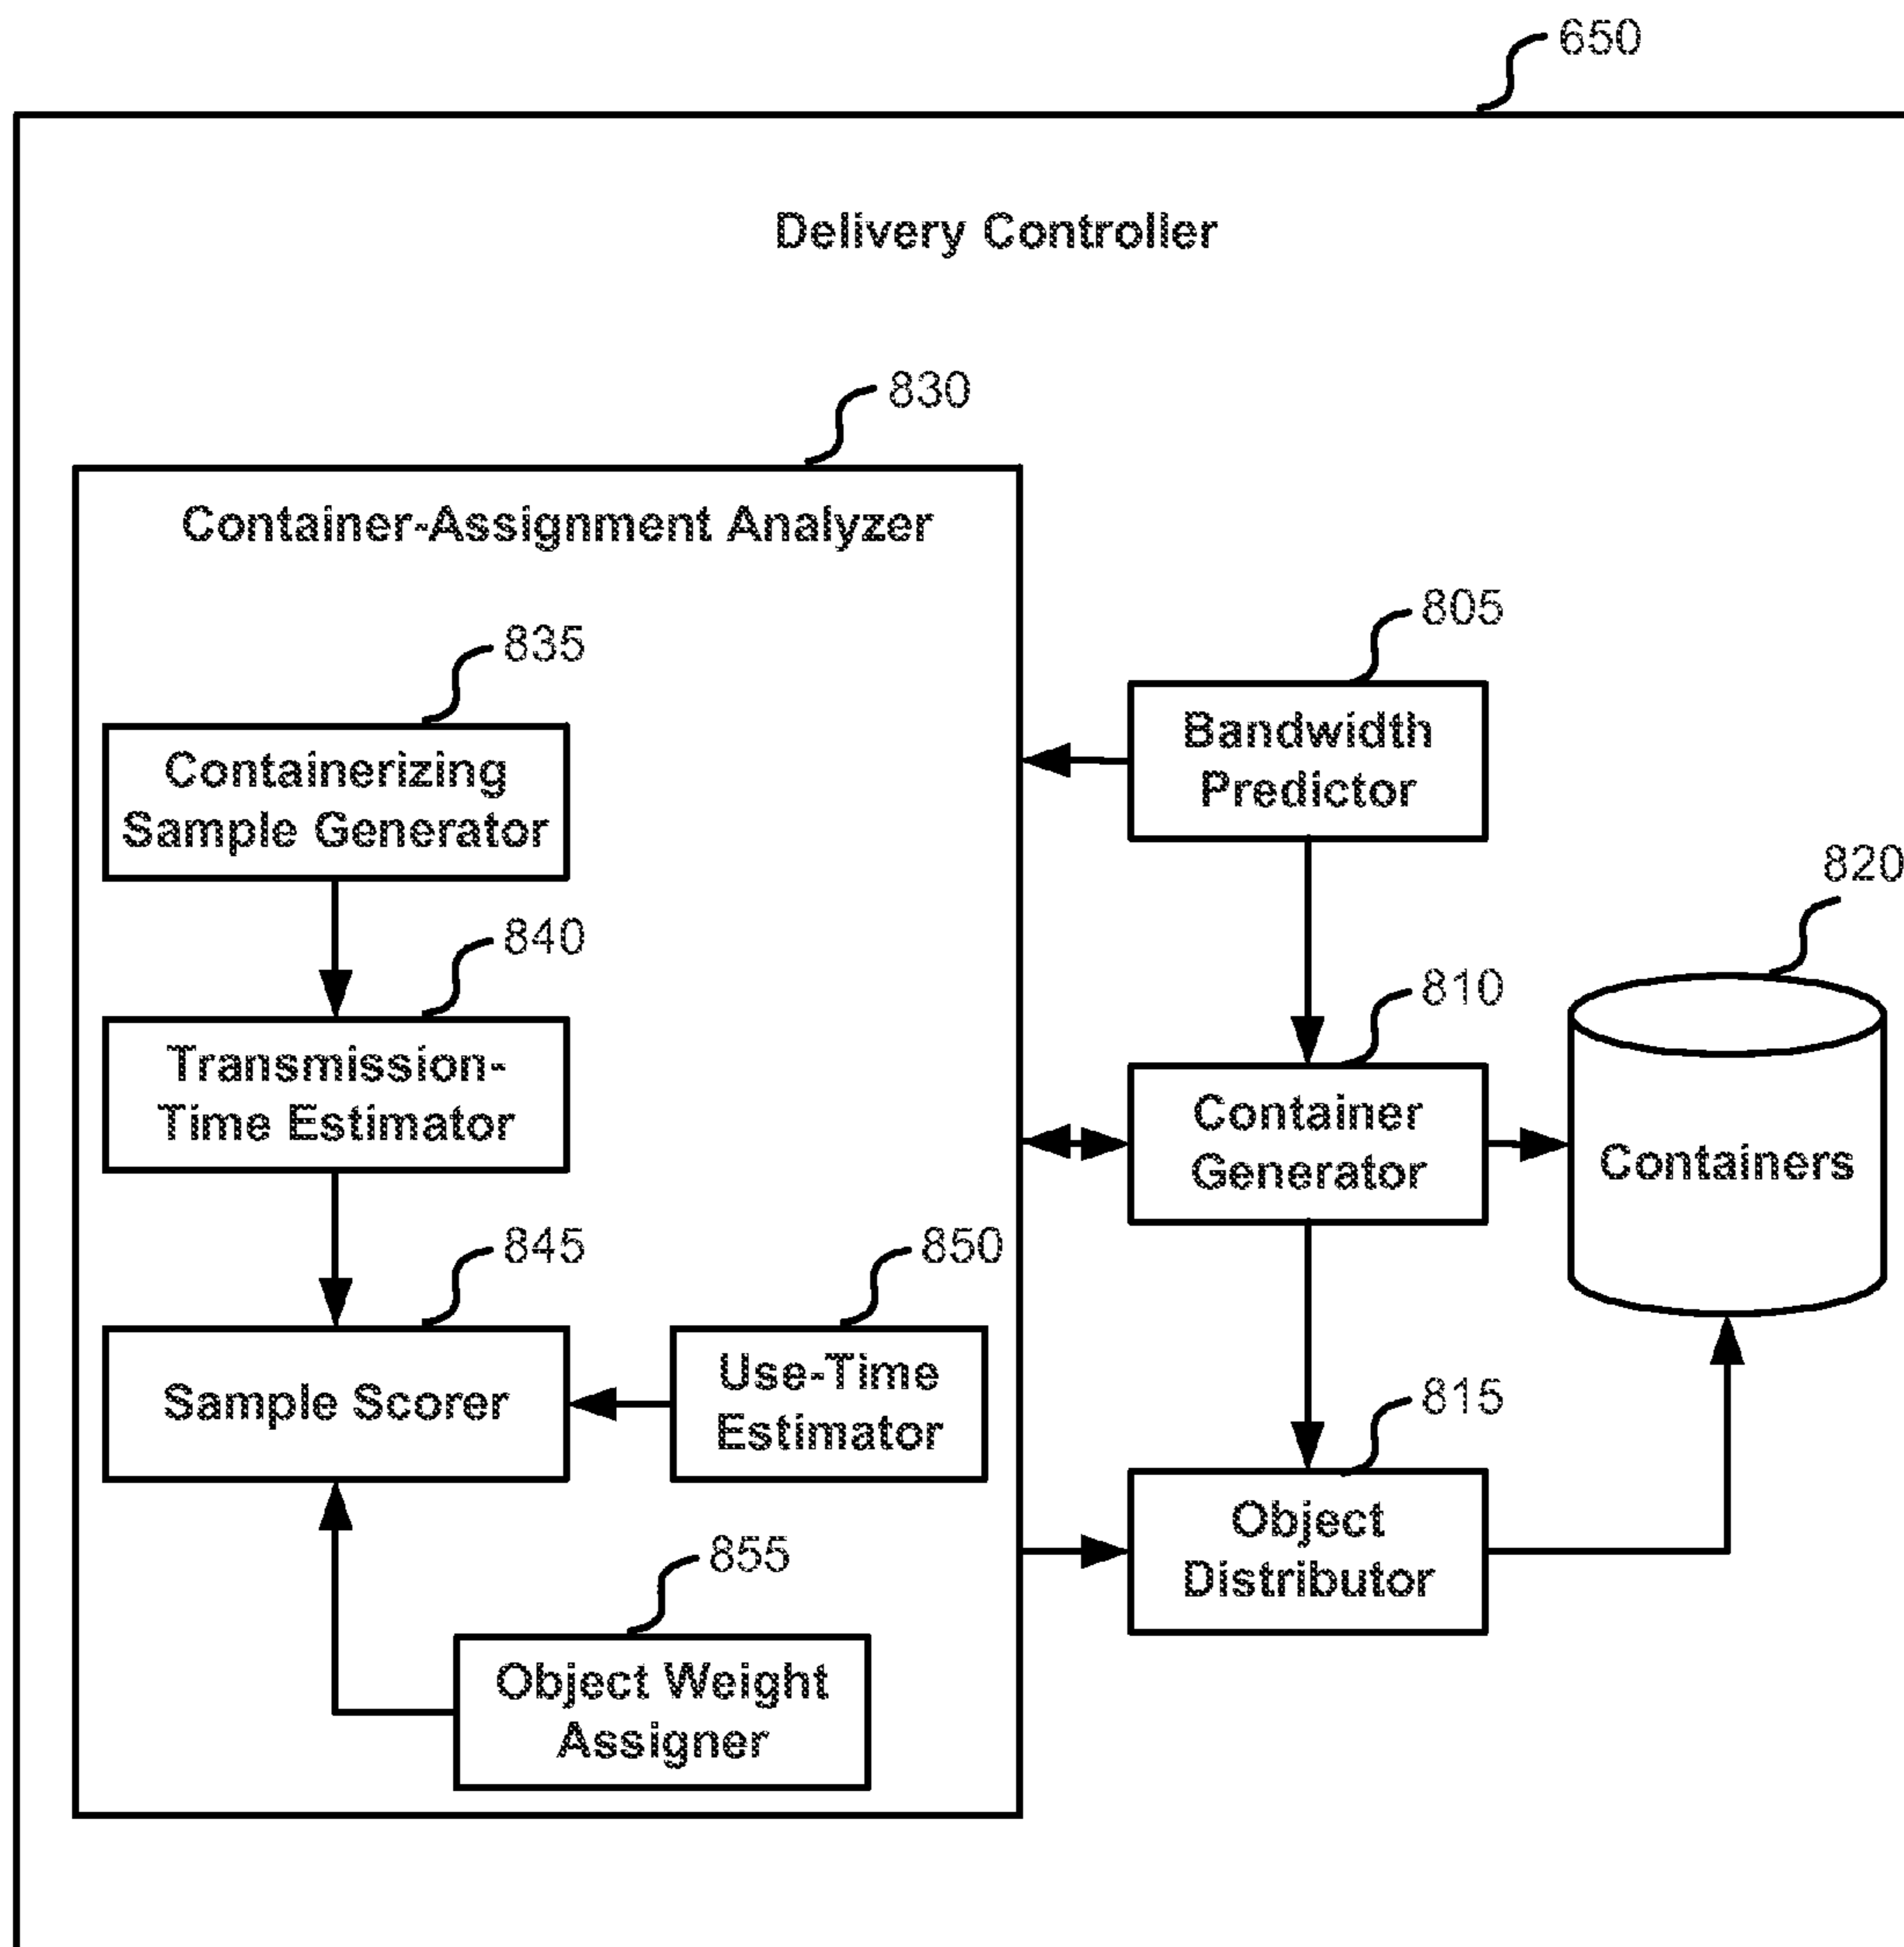 650
Delivery Controller
830
Container-Assignment Analyzer
835
Containerizing
Sample Generator
840
Transmission-
Time Estimator
845
Sample Scorer
850
Use-Time
Estimator
855
Object Weight
Assigner
805
Bandwidth
Predictor
810
Container
Generator
820
Containers
815
Object
Distributor